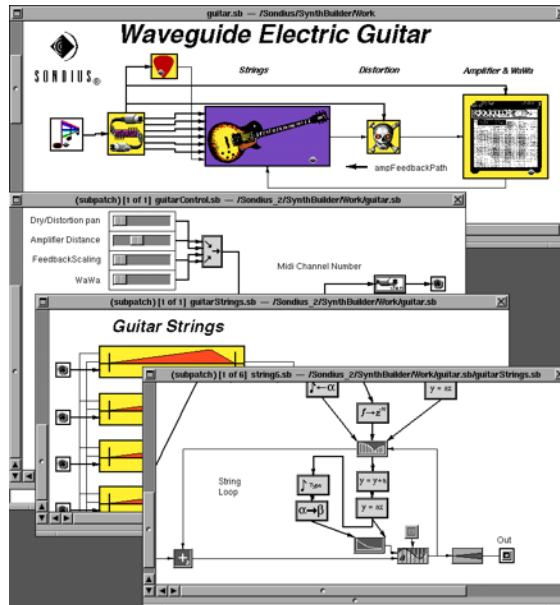 guitar.sb — /Sondius/SynthBuilder/Work
Waveguide Electric Guitar
SONDIUS®
Strings
Distortion
Amplifier & WaWa
ampFeedbackPath
(subpatch) [1 of 1] guitarControl.sb — /Sondius_2/SynthBuilder/Work/guitar.sb
Dry/Distortion pan
Amplifier Distance
FeedbackScaling
WaWa
Midi Channel Number
(subpatch) [1 of 1] guitarStrings.sb — /Sondius_2/SynthBuilder/Work/guitar.sb
Guitar Strings
(subpatch) [1 of 6] string6.sb — /Sondius_2/SynthBuilder/Work/guitar.sb/guitarStrings.sb
←α
y = az
f→z⁻ᴺ
String
Loop
Type
y = y+n
α→β
y = az
Out